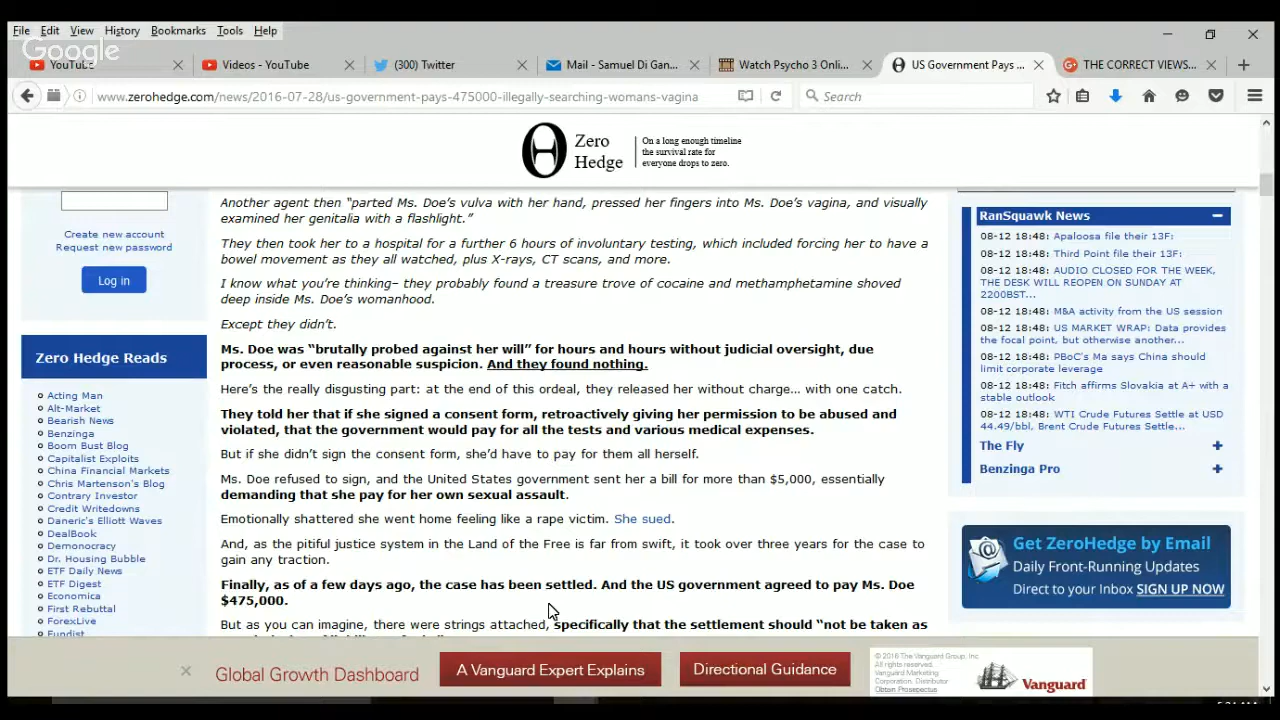 File Edit View History Bookmarks Tools Help
Google
YouTube
Videos - YouTube
(300) Twitter
Mail - Samuel Di Gan...
Watch Psycho 3 Onli...
US Government Pays ...
THE CORRECT VIEWS...
www.zerohedge.com/news/2016-07-28/us-government-pays-475000-illegally-searching-womans-vagina
Search
Zero
Hedge
On a long enough timeline
the survival rate for
everyone drops to zero.
Create new account
Request new password
Log in
Zero Hedge Reads
Acting Man
Alt-Market
Bearish News
Benzinga
Boom Bust Blog
Capitalist Exploits
China Financial Markets
Chris Martenson's Blog
Contrary Investor
Credit Writedowns
Daneric's Elliott Waves
DealBook
Demonocracy
Dr. Housing Bubble
ETF Daily News
ETF Digest
Economica
First Rebuttal
ForexLive
Fundist
Another agent then “parted Ms. Doe’s vulva with her hand, pressed her fingers into Ms. Doe’s vagina, and visually
examined her genitalia with a flashlight.”
They then took her to a hospital for a further 6 hours of involuntary testing, which included forcing her to have a
bowel movement as they all watched, plus X-rays, CT scans, and more.
I know what you’re thinking– they probably found a treasure trove of cocaine and methamphetamine shoved
deep inside Ms. Doe’s womanhood.
Except they didn’t.
Ms. Doe was “brutally probed against her will” for hours and hours without judicial oversight, due
process, or even reasonable suspicion. And they found nothing.
Here’s the really disgusting part: at the end of this ordeal, they released her without charge… with one catch.
They told her that if she signed a consent form, retroactively giving her permission to be abused and
violated, that the government would pay for all the tests and various medical expenses.
But if she didn’t sign the consent form, she’d have to pay for them all herself.
Ms. Doe refused to sign, and the United States government sent her a bill for more than $5,000, essentially
demanding that she pay for her own sexual assault.
Emotionally shattered she went home feeling like a rape victim. She sued.
And, as the pitiful justice system in the Land of the Free is far from swift, it took over three years for the case to
gain any traction.
Finally, as of a few days ago, the case has been settled. And the US government agreed to pay Ms. Doe
$475,000.
But as you can imagine, there were strings attached, specifically that the settlement should “not be taken as
RanSquawk News
08-12 18:48: Apaloosa file their 13F:
08-12 18:48: Third Point file their 13F:
08-12 18:48: AUDIO CLOSED FOR THE WEEK,
THE DESK WILL REOPEN ON SUNDAY AT
2200BST...
08-12 18:48: M&A activity from the US session
08-12 18:48: US MARKET WRAP: Data provides
the focal point, but otherwise another...
08-12 18:48: PBoC's Ma says China should
limit corporate leverage
08-12 18:48: Fitch affirms Slovakia at A+ with a
stable outlook
08-12 18:48: WTI Crude Futures Settle at USD
44.49/bbl, Brent Crude Futures Settle...
The Fly
Benzinga Pro
Get ZeroHedge by Email
Daily Front-Running Updates
Direct to your Inbox SIGN UP NOW
Global Growth Dashboard
A Vanguard Expert Explains
Directional Guidance
© 2016 The Vanguard Group, Inc
All rights reserved.
Vanguard Marketing
Corporation, Distributor
Obtain Prospectus
Vanguard